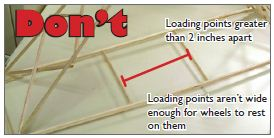 Don't
Loading points greater
than 2 inches apart
Loading points aren't wide
enough for wheels to rest
on them